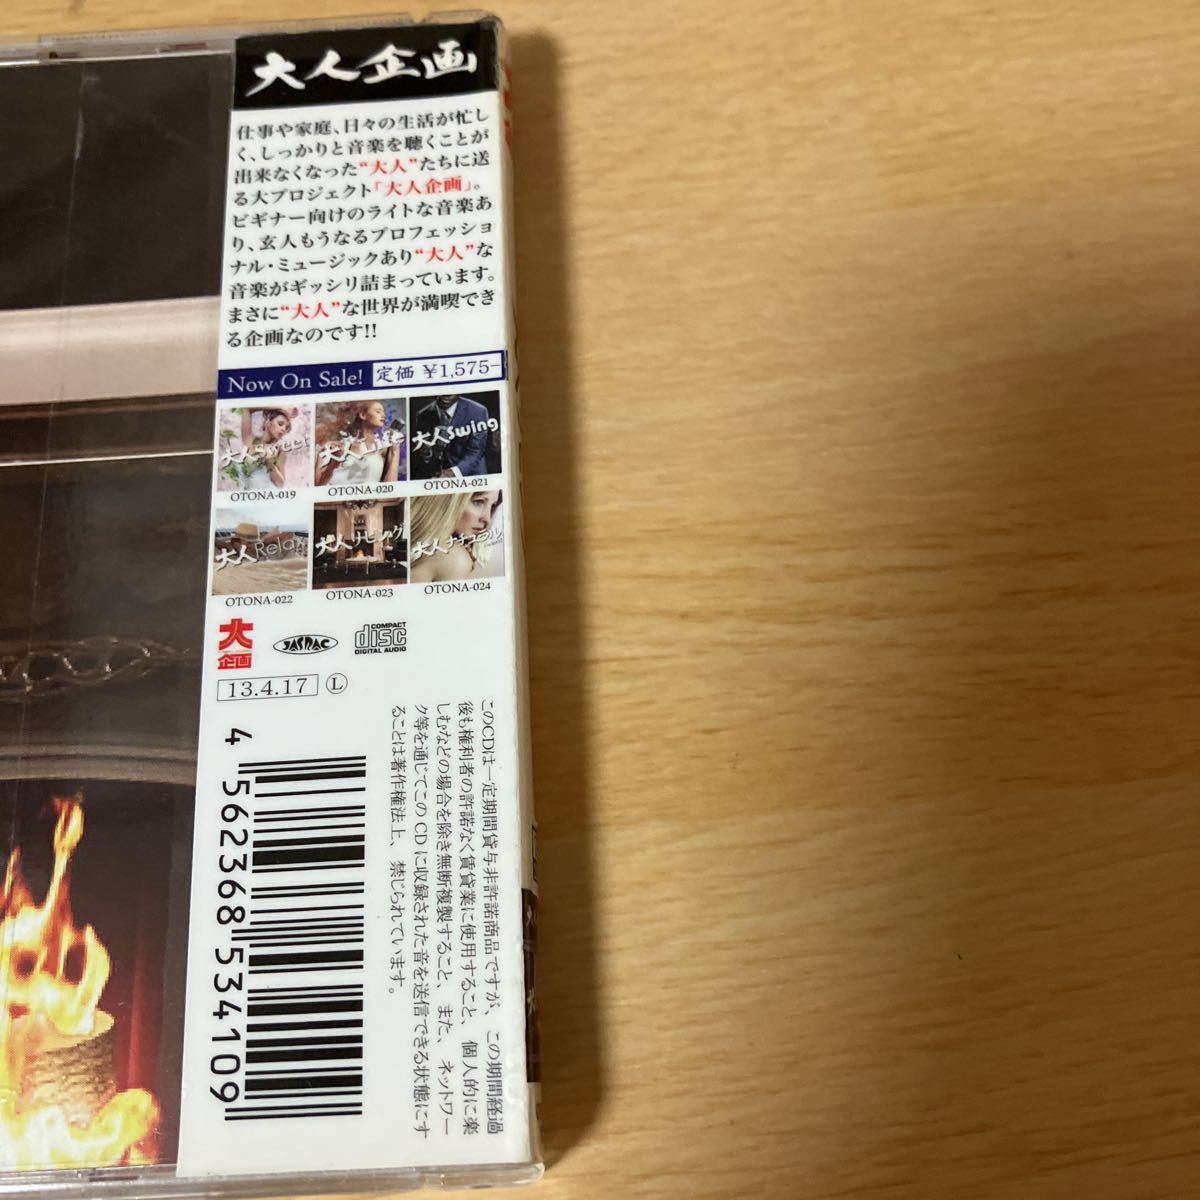 大人企画
仕事や家庭、日々の生活が忙し
く、しっかりと音楽を聴くことが
出来なくなった“大人”たちに送
る大プロジェクト「大人企画」。
ビギナー向けのライトな音楽あ
り、玄人もうなるプロフェッショ
ナル・ミュージックあり“大人”な
音楽がギッシリ詰まっています。
まさに“大人”な世界が満喫でき
る企画なのです!!
Now On Sale! 定価 ¥1,575-
大人Sweet
大人Life
大人Swing
OTONA-019
OTONA-020
OTONA-021
大人Relax
大人リビング
大人ナチュラル
OTONA-022
OTONA-023
OTONA-024
大
企画
JASRAC
COMPACT
disc
DIGITAL AUDIO
13.4.17 Ⓛ
このCDは一定期間貸与非許諾商品ですが、この期間経過
後も権利者の許諾なく賃貸業に使用すること、個人的に楽
しむなどの場合を除き無断複製すること、また、ネットワー
ク等を通じてこのCDに収録された音を送信できる状態にす
ることは著作権法上、禁じられています。
4 562368 534109